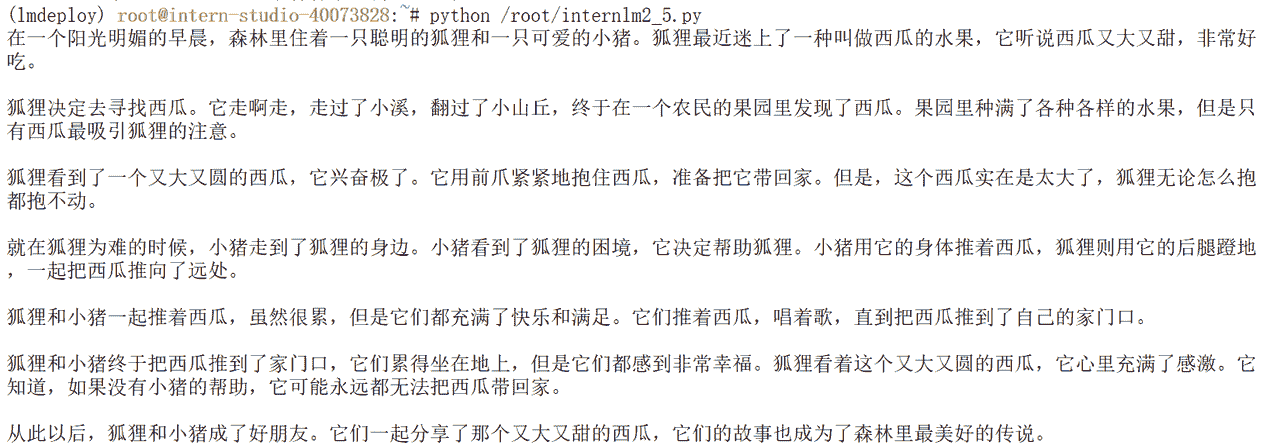 (lmdeploy) root@intern-studio-40073828:~# python /root/internlm2_5.py
在一个阳光明媚的早晨，森林里住着一只聪明的狐狸和一只可爱的小猪。狐狸最近迷上了一种叫做西瓜的水果，它听说西瓜又大又甜，非常好
吃。
狐狸决定去寻找西瓜。它走啊走，走过了小溪，翻过了小山丘，终于在一个农民的果园里发现了西瓜。果园里种满了各种各样的水果，但是只
有西瓜最吸引狐狸的注意。
狐狸看到了一个又大又圆的西瓜，它兴奋极了。它用前爪紧紧地抱住西瓜，准备把它带回家。但是，这个西瓜实在是太大了，狐狸无论怎么抱
都抱不动。
就在狐狸为难的时候，小猪走到了狐狸的身边。小猪看到了狐狸的困境，它决定帮助狐狸。小猪用它的身体推着西瓜，狐狸则用它的后腿蹬地
，一起把西瓜推向了远处。
狐狸和小猪一起推着西瓜，虽然很累，但是它们都充满了快乐和满足。它们推着西瓜，唱着歌，直到把西瓜推到了自己的家门口。
狐狸和小猪终于把西瓜推到了家门口，它们累得坐在地上，但是它们都感到非常幸福。狐狸看着这个又大又圆的西瓜，它心里充满了感激。它
知道，如果没有小猪的帮助，它可能永远都无法把西瓜带回家。
从此以后，狐狸和小猪成了好朋友。它们一起分享了那个又大又甜的西瓜，它们的故事也成为了森林里最美好的传说。